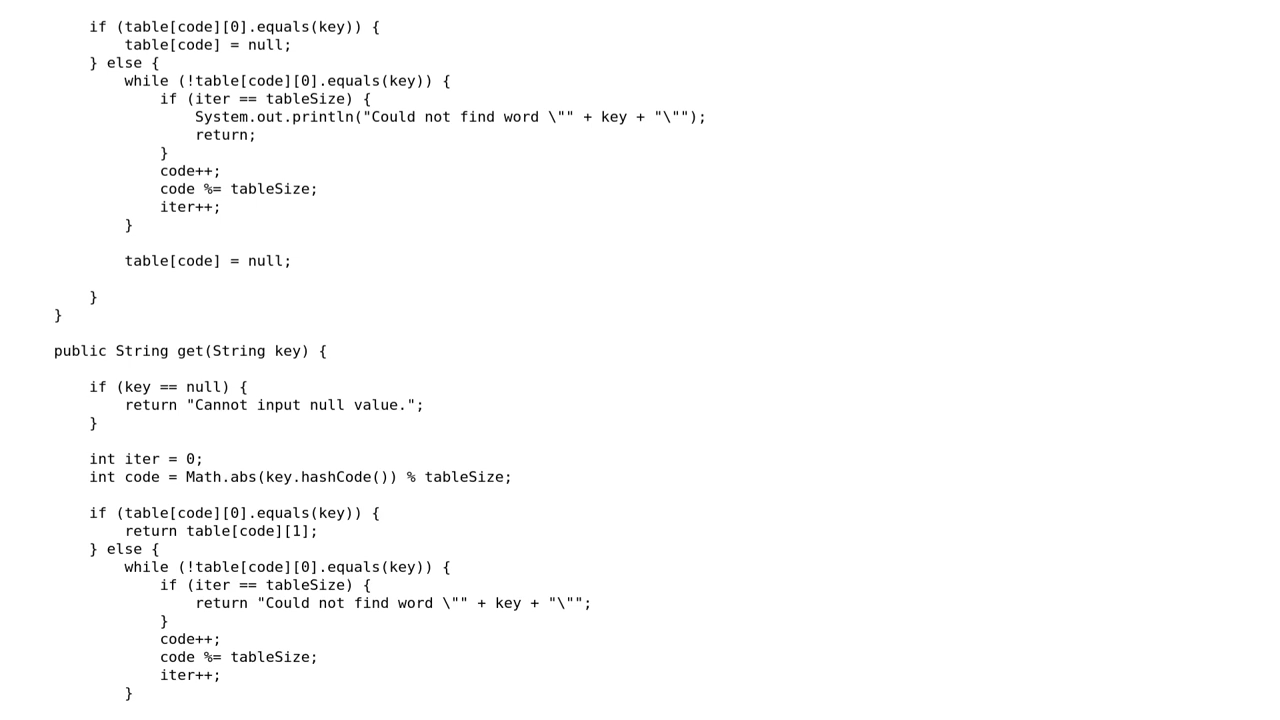 if (table[code][0].equals(key)) {
            table[code] = null;
        } else {
            while (!table[code][0].equals(key)) {
                if (iter == tableSize) {
                    System.out.println("Could not find word \"" + key + "\"");
                    return;
                }
                code++;
                code %= tableSize;
                iter++;
            }

            table[code] = null;

        }
    }

    public String get(String key) {

        if (key == null) {
            return "Cannot input null value.";
        }

        int iter = 0;
        int code = Math.abs(key.hashCode()) % tableSize;

        if (table[code][0].equals(key)) {
            return table[code][1];
        } else {
            while (!table[code][0].equals(key)) {
                if (iter == tableSize) {
                    return "Could not find word \"" + key + "\"";
                }
                code++;
                code %= tableSize;
                iter++;
            }